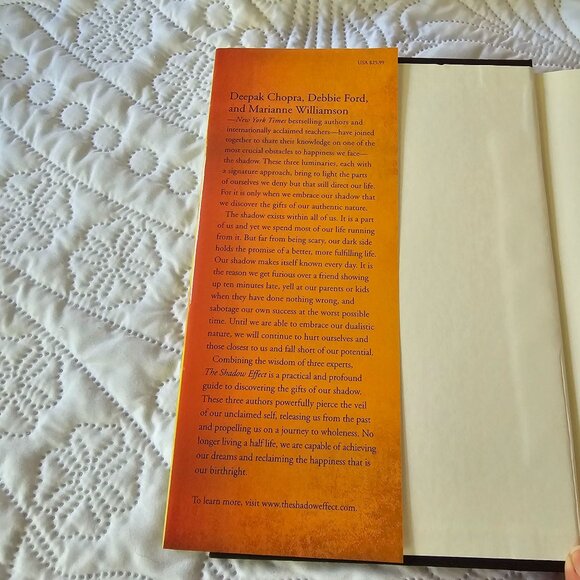 USA $25.99
Deepak Chopra, Debbie Ford,
and Marianne Williamson
—New York Times bestselling authors and
internationally acclaimed teachers—have joined
together to share their knowledge on one of the
most crucial obstacles to happiness we face—
the shadow. These three luminaries, each with
a signature approach, bring to light the parts
of ourselves we deny but that still direct our life.
For it is only when we embrace our shadow that
we discover the gifts of our authentic nature.
The shadow exists within all of us. It is a part
of us and yet we spend most of our life running
from it. But far from being scary, our dark side
holds the promise of a better, more fulfilling life.
Our shadow makes itself known every day. It is
the reason we get furious over a friend showing
up ten minutes late, yell at our parents or kids
when they have done nothing wrong, and
sabotage our own success at the worst possible
time. Until we are able to embrace our dualistic
nature, we will continue to hurt ourselves and
those closest to us and fall short of our potential.
Combining the wisdom of three experts,
The Shadow Effect is a practical and profound
guide to discovering the gifts of our shadow.
These three authors powerfully pierce the veil
of our unclaimed self, releasing us from the past
and propelling us on a journey to wholeness. No
longer living a half life, we are capable of achieving
our dreams and reclaiming the happiness that is
our birthright.
To learn more, visit www.theshadoweffect.com.